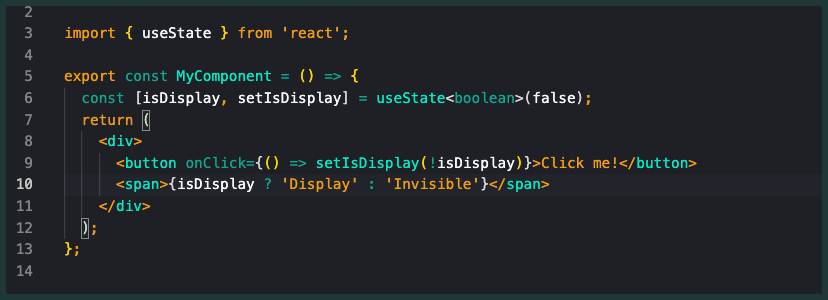 2
3 import { useState } from 'react';
4
5 export const MyComponent = () => {
6   const [isDisplay, setIsDisplay] = useState<boolean>(false);
7   return (
8     <div>
9       <button onClick={() => setIsDisplay(!isDisplay)}>Click me!</button>
10       <span>{isDisplay ? 'Display' : 'Invisible'}</span>
11     </div>
12   );
13 };
14